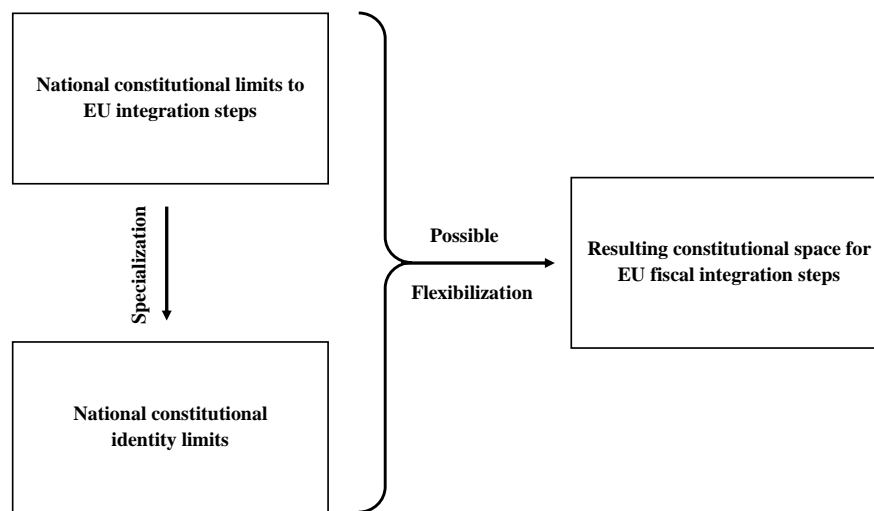 National constitutional limits to
EU integration steps
Specialization
National constitutional
identity limits
Possible
Flexibilization
Resulting constitutional space for
EU fiscal integration steps